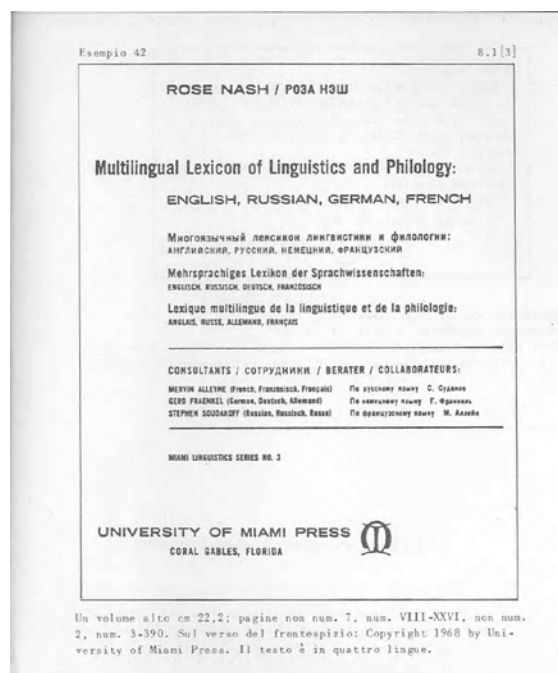 Esempio 42 8.1[3]
ROSE NASH / РОЗА НЭШ
Multilingual Lexicon of Linguistics and Philology:
ENGLISH, RUSSIAN, GERMAN, FRENCH
Многоязычный лексикон лингвистики и филологии:
АНГЛИЙСКИЙ, РУССКИЙ, НЕМЕЦКИЙ, ФРАНЦУЗСКИЙ
Mehrsprachiges Lexikon der Sprachwissenschaften:
ENGLISCH, RUSSISCH, DEUTSCH, FRANZÖSISCH
Lexique multilingue de la linguistique et de la philologie:
ANGLAIS, RUSSE, ALLEMAND, FRANÇAIS
CONSULTANTS / СОТРУДНИКИ / BERATER / COLLABORATEURS:
MERVIN ALLEYNE (French, Französisch, Français) По русскому языку С. Судаков
GERD FRAENKEL (German, Deutsch, Allemand) По немецкому языку Г. Френкель
STEPHEN SOUDAKOFF (Russian, Russisch, Russe) По французскому языку М. Аллейн
MIAMI LINGUISTICS SERIES NO. 3
UNIVERSITY OF MIAMI PRESS
CORAL GABLES, FLORIDA
Un volume alto cm 22,2; pagine non num. 7, num. VIII-XXVI, non num.
2, num. 3-390. Sul verso del frontespizio: Copyright 1968 by Uni-
versity of Miami Press. Il testo è in quattro lingue.